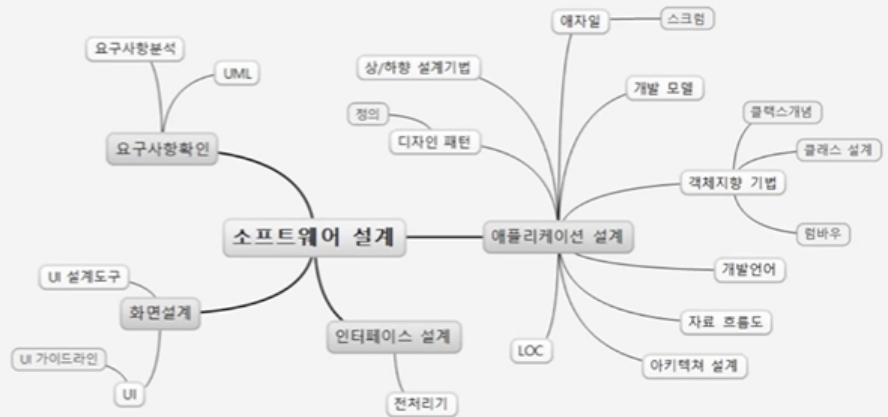 애자일
스크럼
요구사항분석
UML
상/하향 설계기법
개발 모델
정의
클랙스개념
디자인 패턴
요구사항확인
클래스 설계
객체지향 기법
소프트웨어 설계
애플리케이션 설계
럼바우
UI 설계도구
개발언어
화면설계
인터페이스 설계
자료 흐름도
LOC
UI 가이드라인
아키텍쳐 설계
UI
전처리기